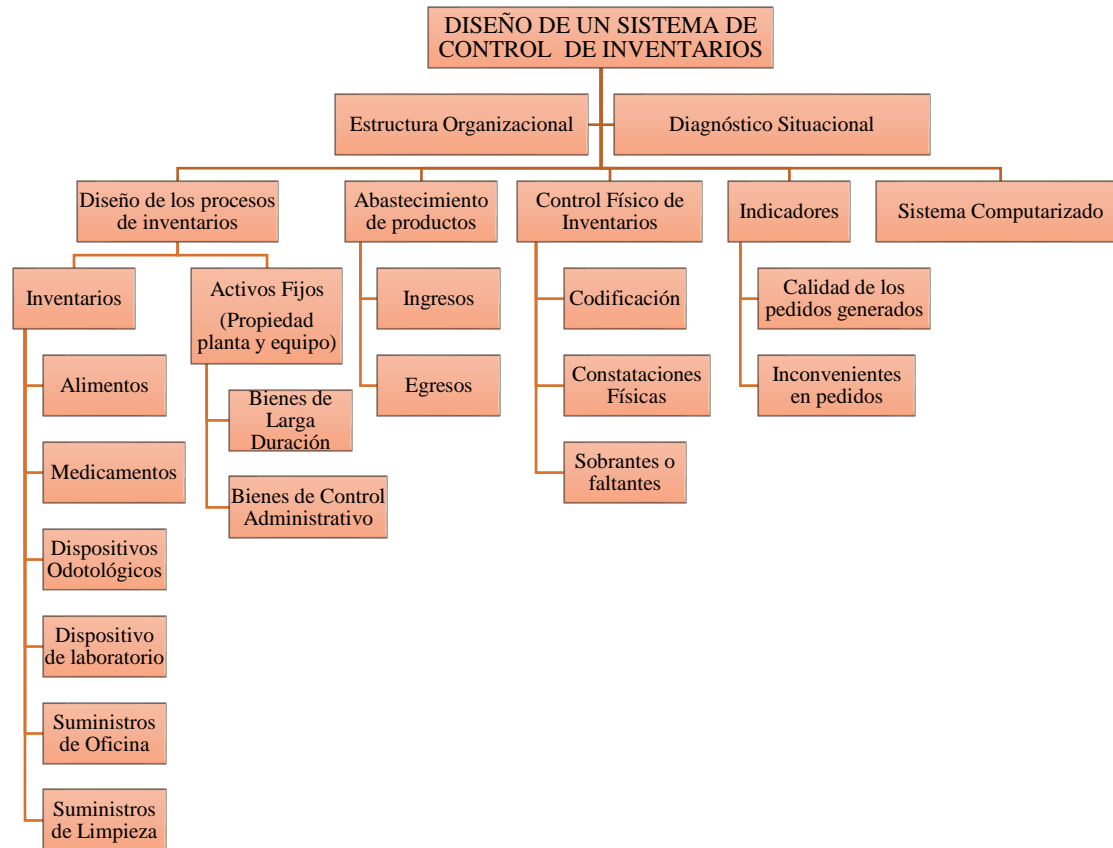 DISEÑO DE UN SISTEMA DE
CONTROL DE INVENTARIOS
Estructura Organizacional
Diagnóstico Situacional
Diseño de los procesos
de inventarios
Abastecimiento
de productos
Control Físico de
Inventarios
Indicadores
Sistema Computarizado
Inventarios
Activos Fijos
(Propiedad
planta y equipo)
Ingresos
Codificación
Calidad de los
pedidos generados
Alimentos
Bienes de
Larga
Duración
Egresos
Constataciones
Físicas
Inconvenientes
en pedidos
Medicamentos
Bienes de Control
Administrativo
Sobrantes o
faltantes
Dispositivos
Odotológicos
Dispositivo
de laboratorio
Suministros
de Oficina
Suministros
de Limpieza